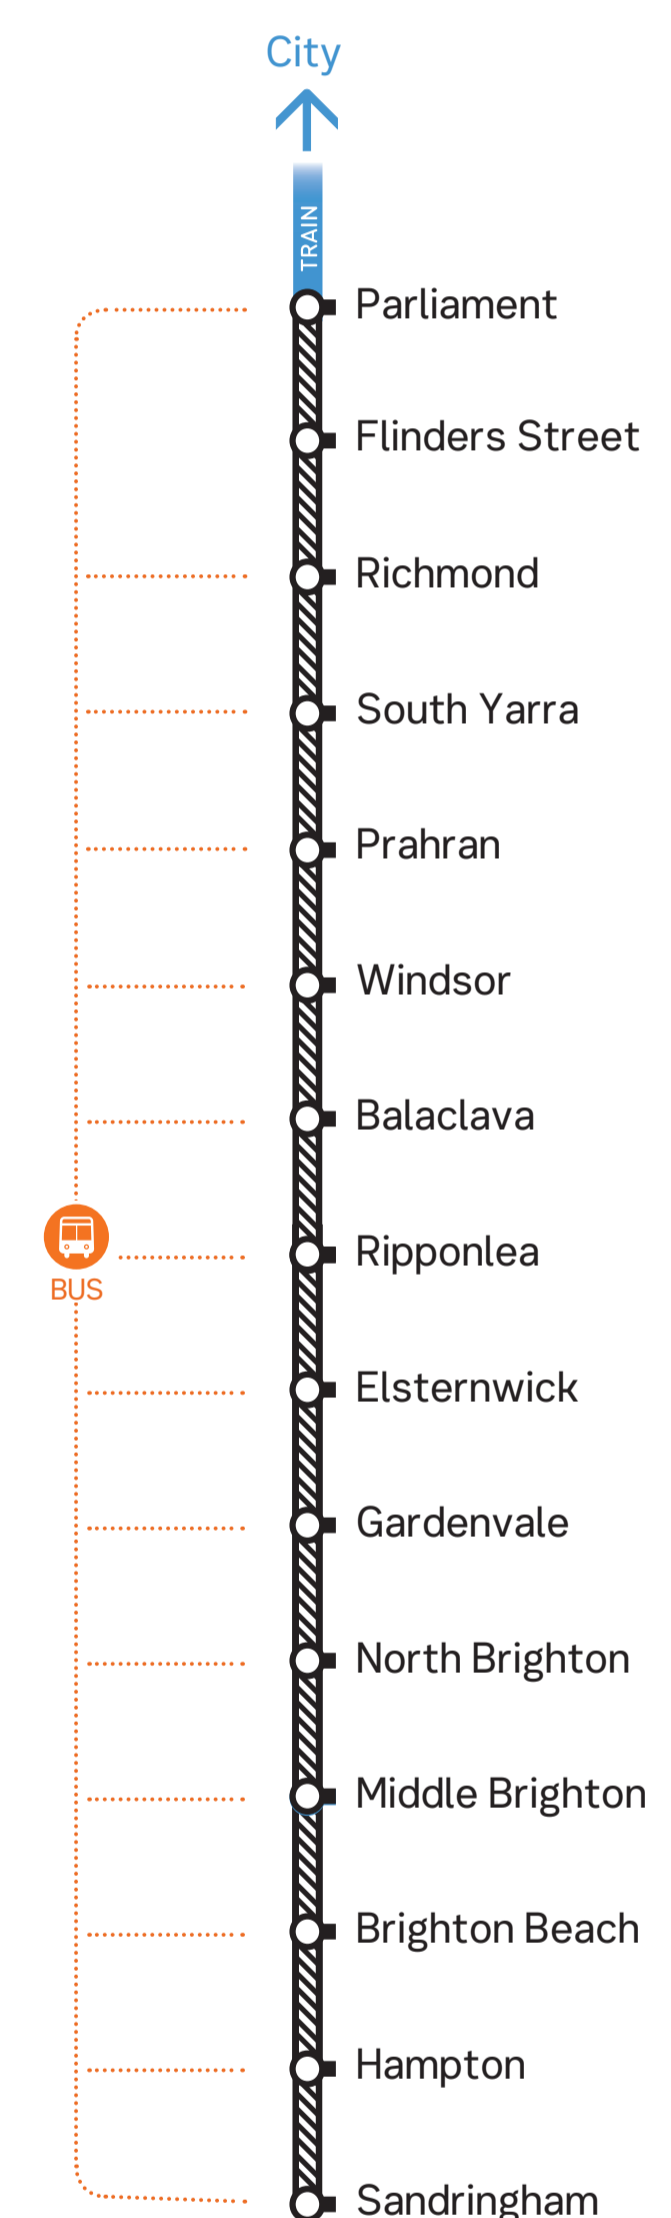 City
TRAIN
Parliament
Flinders Street
Richmond
South Yarra
Prahran
Windsor
Balaclava
Ripponlea
BUS
Elsternwick
Gardenvale
North Brighton
Middle Brighton
Brighton Beach
Hampton
Sandringham